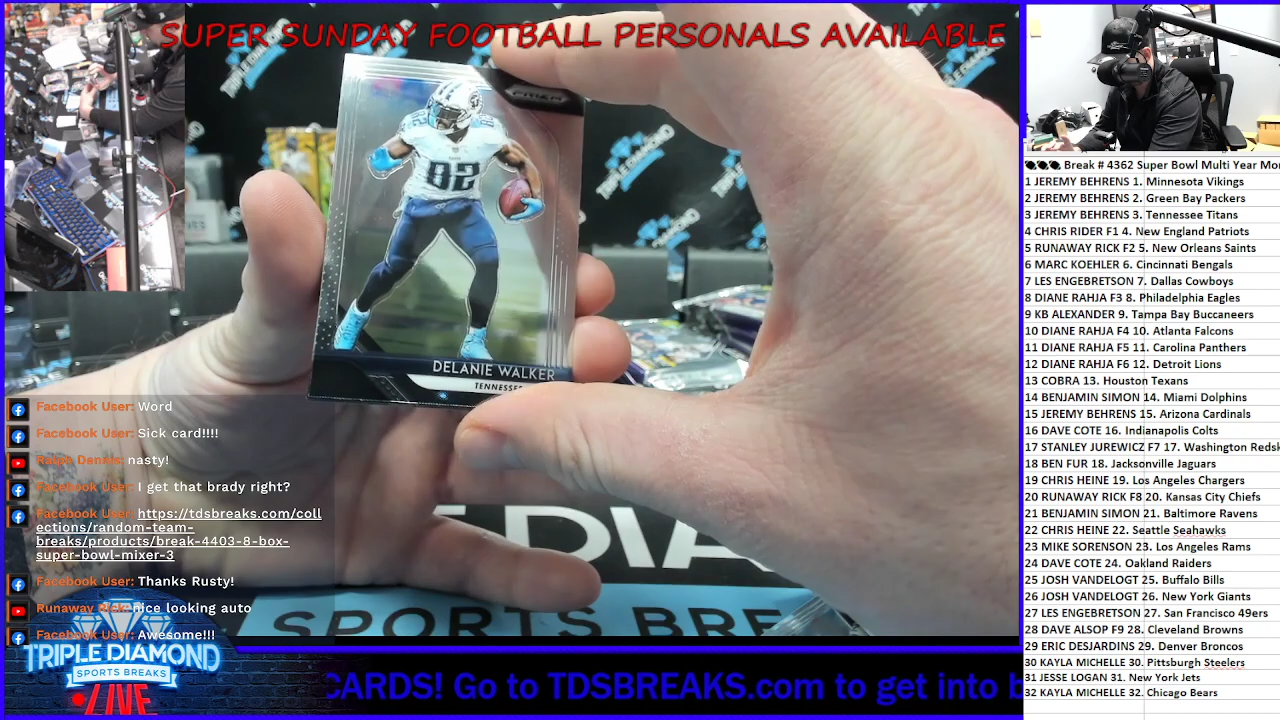 SUPER SUNDAY FOOTBALL PERSONALS AVAILABLE
PRIZM
82
DELANIE WALKER
TENNESSEE
Facebook User: Word
Facebook User: Sick card!!!!
Ralph Dennis: nasty!
Facebook User: I get that brady right?
Facebook User: https://tdsbreaks.com/coll
ections/random-team-
breaks/products/break-4403-8-box-
super-bowl-mixer-3
Facebook User: Thanks Rusty!
Runaway Rick: nice looking auto
Facebook User: Awesome!!!
TRIPLE DIAMOND
SPORTS BREAKS
LIVE
DIA
SPORTS BRE
CARDS! Go to TDSBREAKS.com to get into b
Break # 4362 Super Bowl Multi Year Mo
1 JEREMY BEHRENS 1. Minnesota Vikings
2 JEREMY BEHRENS 2. Green Bay Packers
3 JEREMY BEHRENS 3. Tennessee Titans
4 CHRIS RIDER F1 4. New England Patriots
5 RUNAWAY RICK F2 5. New Orleans Saints
6 MARC KOEHLER 6. Cincinnati Bengals
7 LES ENGEBRETSON 7. Dallas Cowboys
8 DIANE RAHJA F3 8. Philadelphia Eagles
9 KB ALEXANDER 9. Tampa Bay Buccaneers
10 DIANE RAHJA F4 10. Atlanta Falcons
11 DIANE RAHJA F5 11. Carolina Panthers
12 DIANE RAHJA F6 12. Detroit Lions
13 COBRA 13. Houston Texans
14 BENJAMIN SIMON 14. Miami Dolphins
15 JEREMY BEHRENS 15. Arizona Cardinals
16 DAVE COTE 16. Indianapolis Colts
17 STANLEY JUREWICZ F7 17. Washington Redsk
18 BEN FUR 18. Jacksonville Jaguars
19 CHRIS HEINE 19. Los Angeles Chargers
20 RUNAWAY RICK F8 20. Kansas City Chiefs
21 BENJAMIN SIMON 21. Baltimore Ravens
22 CHRIS HEINE 22. Seattle Seahawks
23 MIKE SORENSON 23. Los Angeles Rams
24 DAVE COTE 24. Oakland Raiders
25 JOSH VANDELOGT 25. Buffalo Bills
26 JOSH VANDELOGT 26. New York Giants
27 LES ENGEBRETSON 27. San Francisco 49ers
28 DAVE ALSOP F9 28. Cleveland Browns
29 LES ENGEBRETSON 29. Denver Broncos
30 KAYLA MICHELLE 30. Pittsburgh Steelers
31 JESSE LOGAN 31. New York Jets
32 KAYLA MICHELLE 32. Chicago Bears